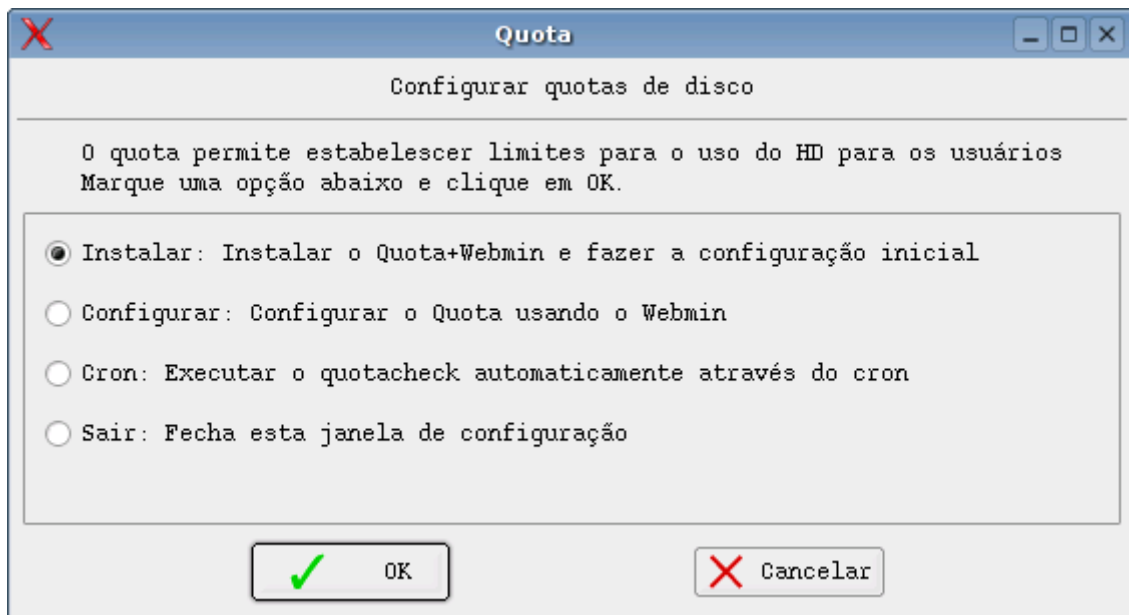 Quota
Configurar quotas de disco
O quota permite estabelescer limites para o uso do HD para os usuários
Marque uma opção abaixo e clique em OK.
Instalar: Instalar o Quota+Webmin e fazer a configuração inicial
Configurar: Configurar o Quota usando o Webmin
Cron: Executar o quotacheck automaticamente através do cron
Sair: Fecha esta janela de configuração
OK
Cancelar